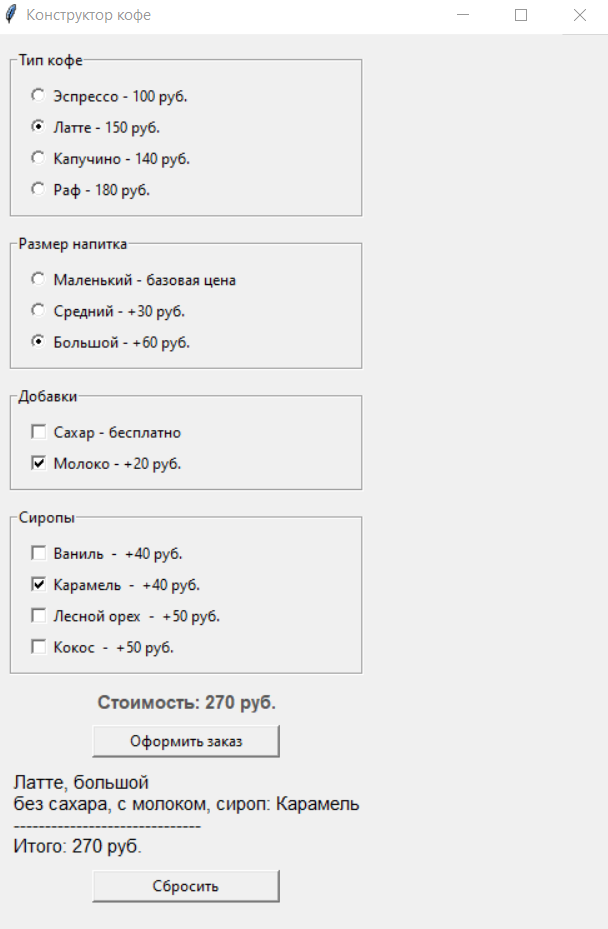 Конструктор кофе
Тип кофе
Эспрессо - 100 руб.
Латте - 150 руб.
Капучино - 140 руб.
Раф - 180 руб.
Размер напитка
Маленький - базовая цена
Средний - +30 руб.
Большой - +60 руб.
Добавки
Сахар - бесплатно
Молоко - +20 руб.
Сиропы
Ваниль  -  +40 руб.
Карамель  -  +40 руб.
Лесной орех  -  +50 руб.
Кокос  -  +50 руб.
Стоимость: 270 руб.
Оформить заказ
Латте, большой
без сахара, с молоком, сироп: Карамель
------------------------------
Итого: 270 руб.
Сбросить